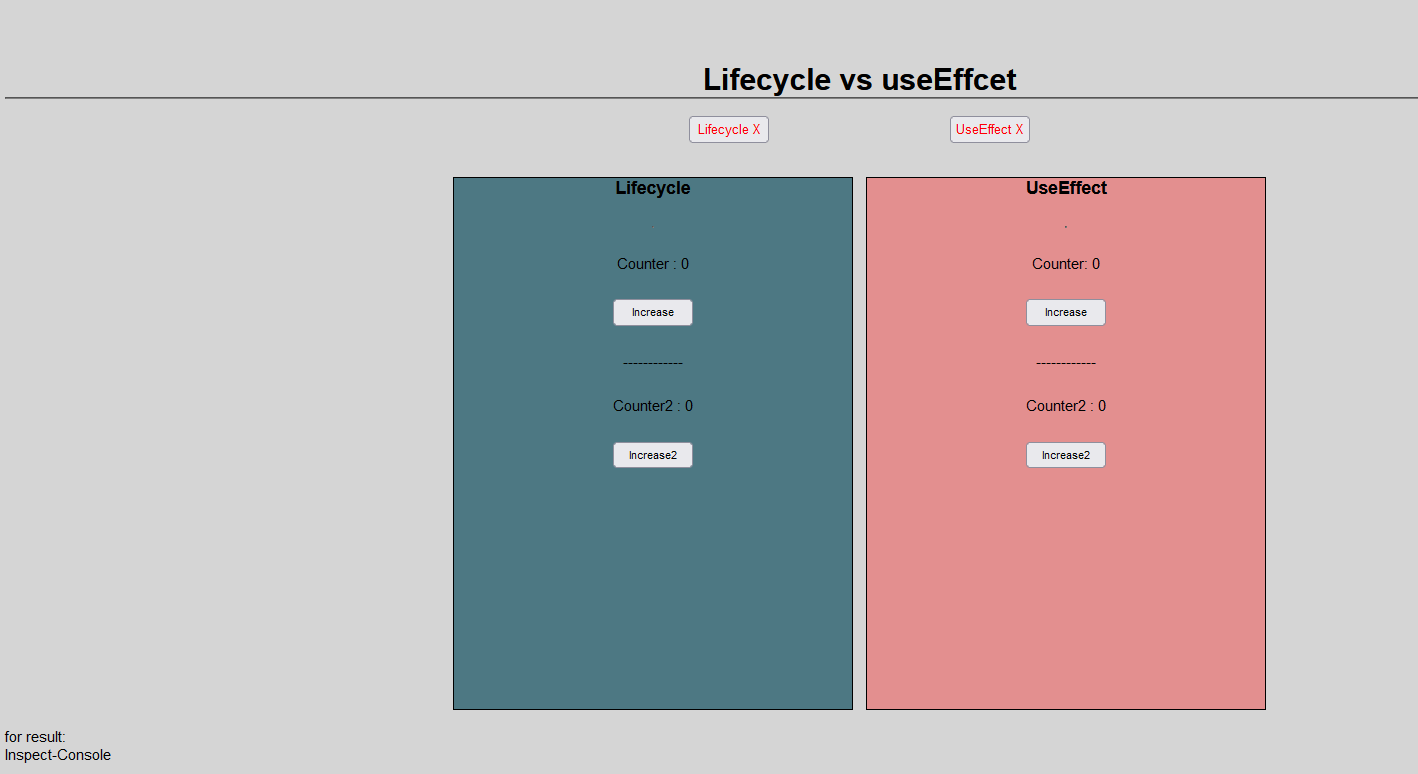 Lifecycle vs useEffcet
Lifecycle X
UseEffect X
Lifecycle
.
Counter : 0
Increase
------------
Counter2 : 0
Increase2
UseEffect
.
Counter: 0
Increase
------------
Counter2 : 0
Increase2
for result:
Inspect-Console